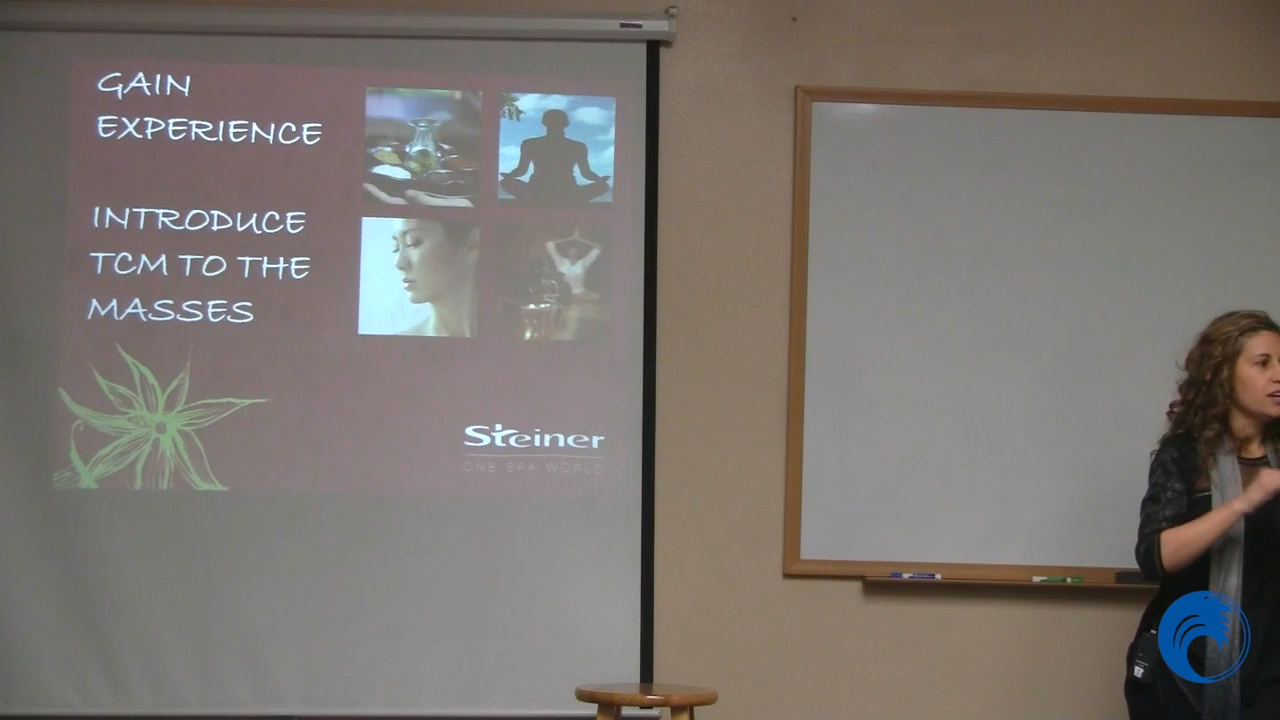 GAIN
EXPERIENCE
INTRODUCE
TCM TO THE
MASSES
Steiner
ONE SPA WORLD